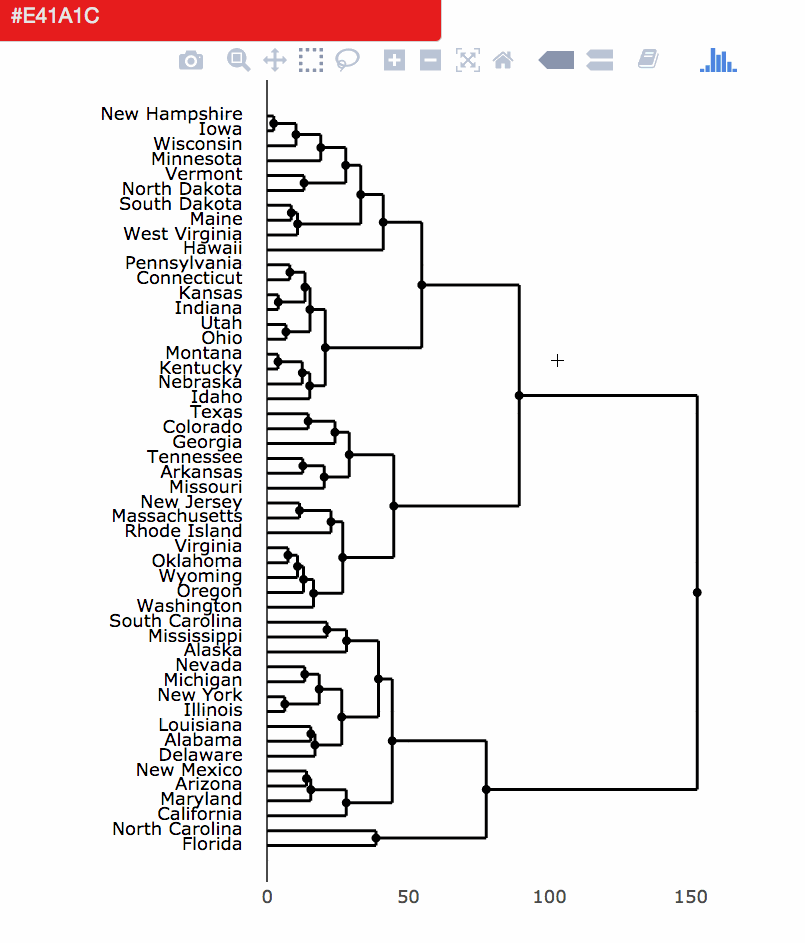 #E41A1C
New Hampshire
Iowa
Wisconsin
Minnesota
Vermont
North Dakota
South Dakota
Maine
West Virginia
Hawaii
Pennsylvania
Connecticut
Kansas
Indiana
Utah
Ohio
Montana
Kentucky
Nebraska
Idaho
Texas
Colorado
Georgia
Tennessee
Arkansas
Missouri
New Jersey
Massachusetts
Rhode Island
Virginia
Oklahoma
Wyoming
Oregon
Washington
South Carolina
Mississippi
Alaska
Nevada
Michigan
New York
Illinois
Louisiana
Alabama
Delaware
New Mexico
Arizona
Maryland
California
North Carolina
Florida
0 50 100 150